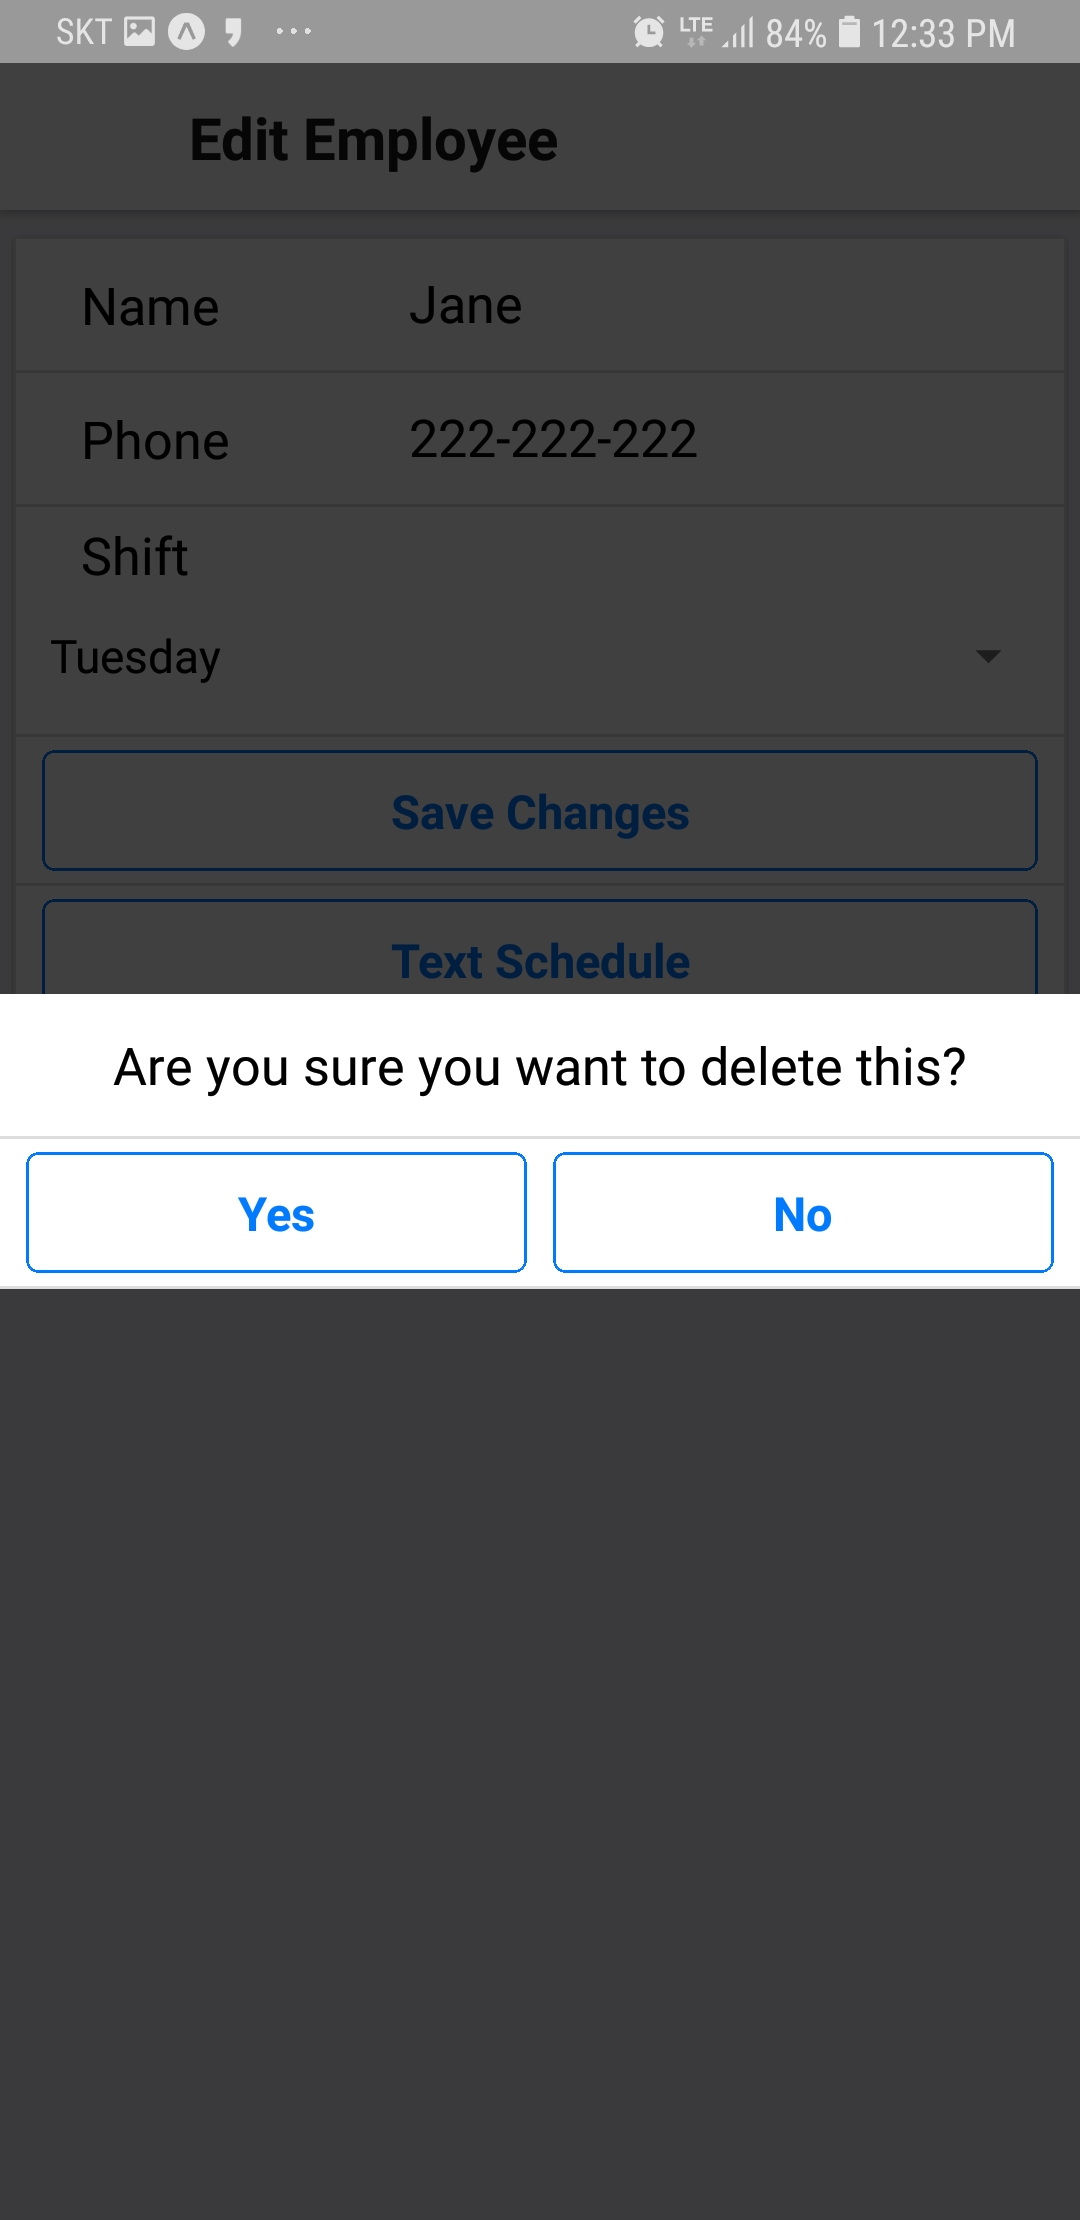 SKT LTE 84% 12:33 PM
Edit Employee
Name Jane
Phone 222-222-222
Shift
Tuesday
Save Changes
Text Schedule
Are you sure you want to delete this?
Yes No